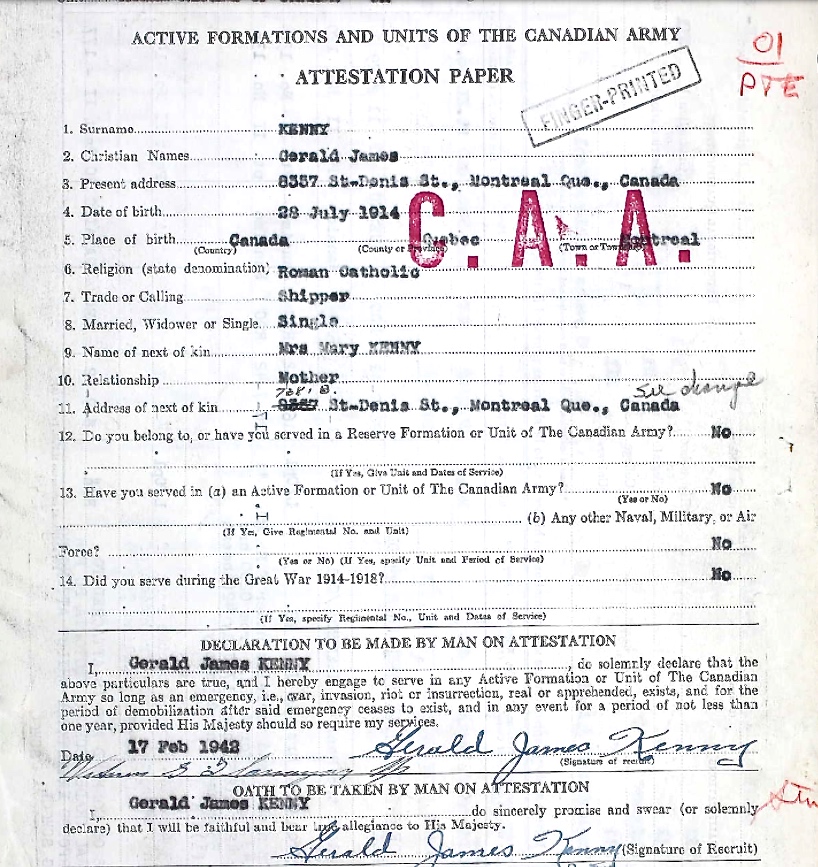 ACTIVE FORMATIONS AND UNITS OF THE CANADIAN ARMY
01
PTE
ATTESTATION PAPER
FINGER-PRINTED
1. Surname KENNY
2. Christian Names Gerald James
3. Present address 8357 St-Denis St., Montreal Que., Canada
4. Date of birth 28 July 1914
C. A. A.
5. Place of birth Canada Quebec Montreal
(Country) (County or Province) (Town or Township)
6. Religion (state denomination) Roman Catholic
7. Trade or Calling Shipper
8. Married, Widower or Single Single
9. Name of next of kin Mrs Mary KENNY
10. Relationship Mother
See change
11. Address of next of kin 8357 St-Denis St., Montreal Que., Canada
12. Do you belong to, or have you served in a Reserve Formation or Unit of The Canadian Army? No
(If Yes, Give Unit and Dates of Service)
13. Have you served in (a) an Active Formation or Unit of The Canadian Army? No
(Yes or No)
(b) Any other Naval, Military, or Air
(If Yes, Give Regimental No. and Unit)
Force? No
(Yes or No) (If Yes, specify Unit and Period of Service)
14. Did you serve during the Great War 1914-1918? No
(If Yes, specify Regimental No., Unit and Dates of Service)
DECLARATION TO BE MADE BY MAN ON ATTESTATION
I, Gerald James KENNY, do solemnly declare that the
above particulars are true, and I hereby engage to serve in any Active Formation or Unit of The Canadian
Army so long as an emergency, i.e., war, invasion, riot or insurrection, real or apprehended, exists, and for the
period of demobilization after said emergency ceases to exist, and in any event for a period of not less than
one year, provided His Majesty should so require my services.
Date 17 Feb 1942 Gerald James Kenny
(Signature of recruit)
OATH TO BE TAKEN BY MAN ON ATTESTATION
I, Gerald James KENNY do sincerely promise and swear (or solemnly
declare) that I will be faithful and bear true allegiance to His Majesty.
Gerald James Kenny (Signature of Recruit)